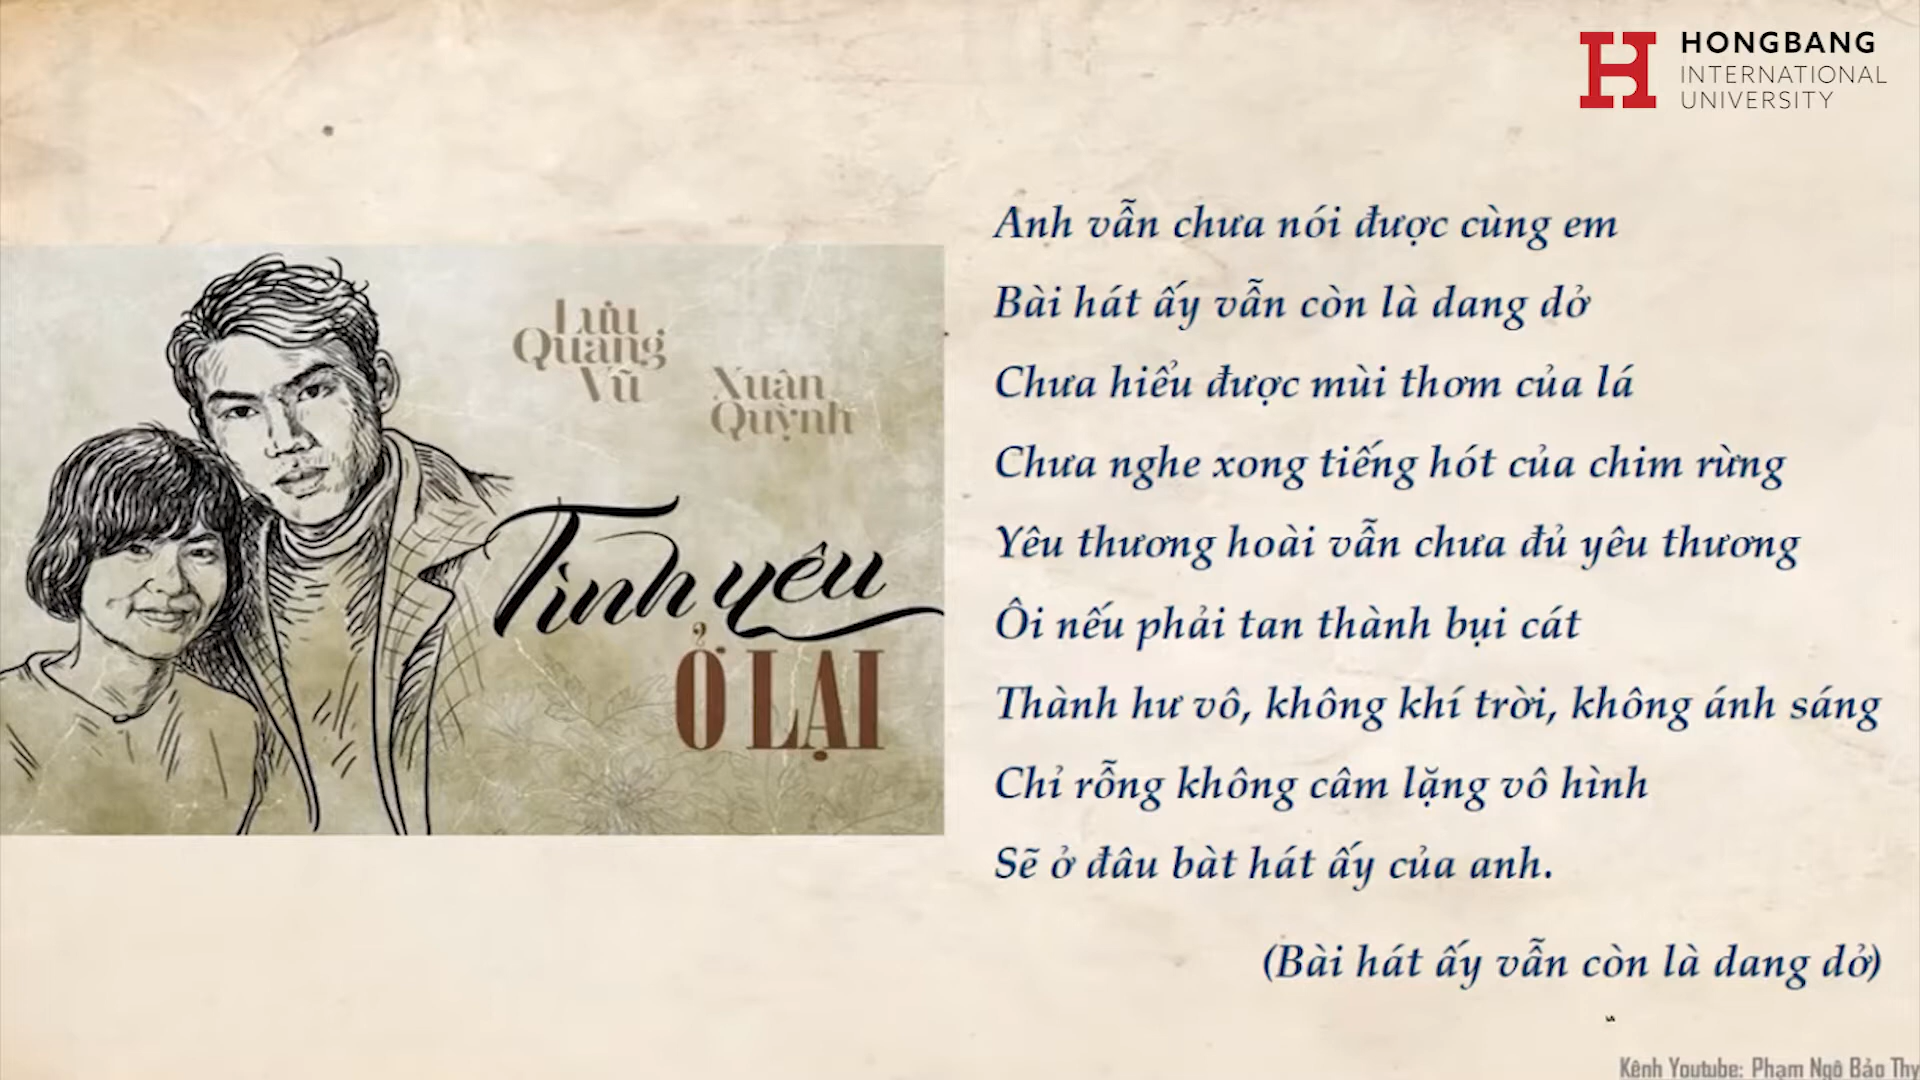 HONGBANG
INTERNATIONAL
UNIVERSITY
Lưu
Quang
Vũ
Xuân
Quỳnh
Tình yêu
Ở LẠI
Anh vẫn chưa nói được cùng em
Bài hát ấy vẫn còn là dang dở
Chưa hiểu được mùi thơm của lá
Chưa nghe xong tiếng hót của chim rừng
Yêu thương hoài vẫn chưa đủ yêu thương
Ôi nếu phải tan thành bụi cát
Thành hư vô, không khí trời, không ánh sáng
Chỉ rỗng không câm lặng vô hình
Sẽ ở đâu bàt hát ấy của anh.
(Bài hát ấy vẫn còn là dang dở)
Kênh Youtube: Phạm Ngô Bảo Thy